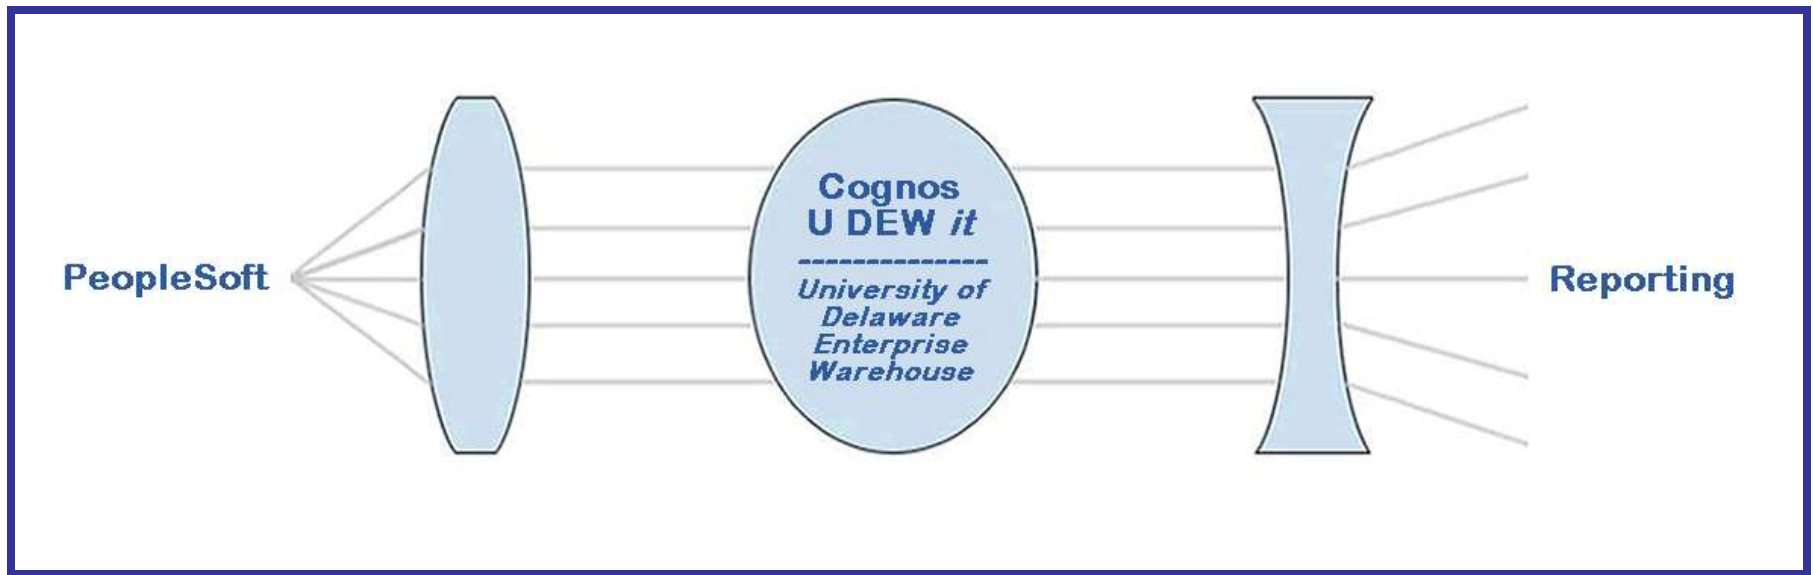 PeopleSoft
Cognos
U DEW it
--------------
University of
Delaware
Enterprise
Warehouse
Reporting